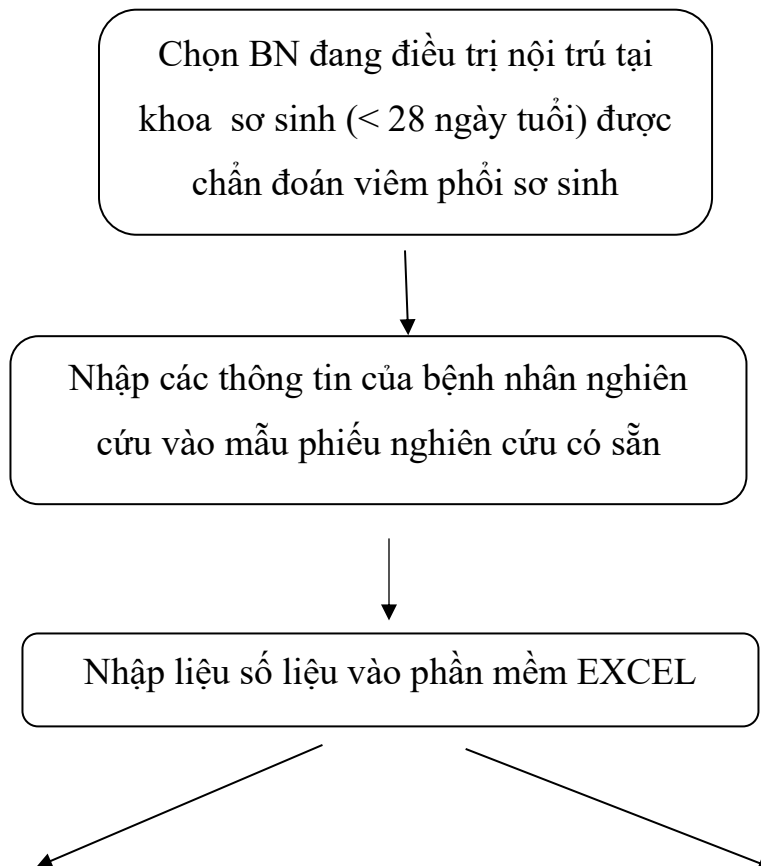 Chọn BN đang điều trị nội trú tại
khoa sơ sinh (< 28 ngày tuổi) được
chẩn đoán viêm phổi sơ sinh
Nhập các thông tin của bệnh nhân nghiên
cứu vào mẫu phiếu nghiên cứu có sẵn
Nhập liệu số liệu vào phần mềm EXCEL